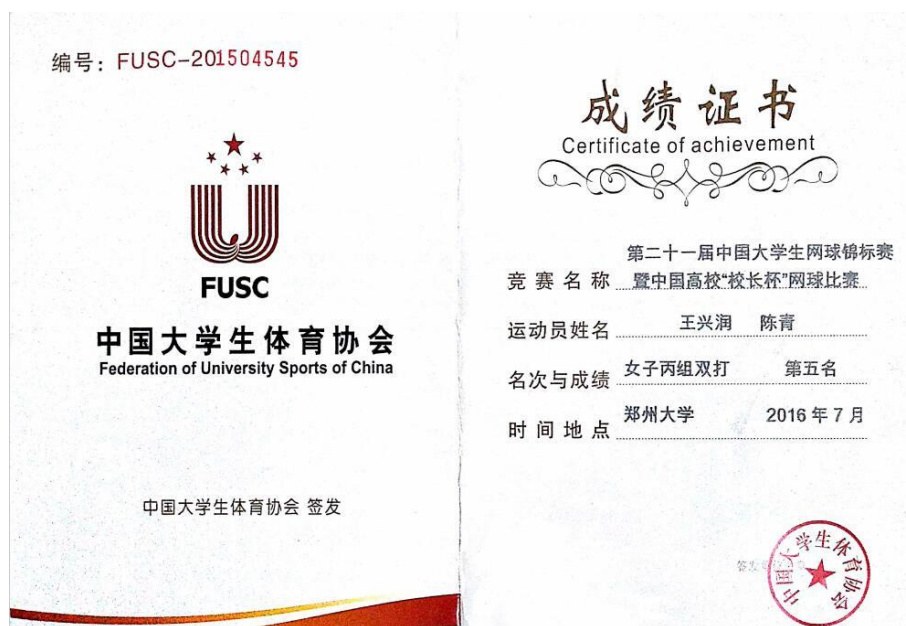 编号：FUSC-201504545
FUSC
中国大学生体育协会
Federation of University Sports of China
中国大学生体育协会 签发
成绩证书
Certificate of achievement
第二十一届中国大学生网球锦标赛
竞赛名称 暨中国高校“校长杯”网球比赛
运动员姓名 王兴润 陈青
名次与成绩 女子丙组双打 第五名
时间地点 郑州大学 2016年7月
中国大学生体育协会